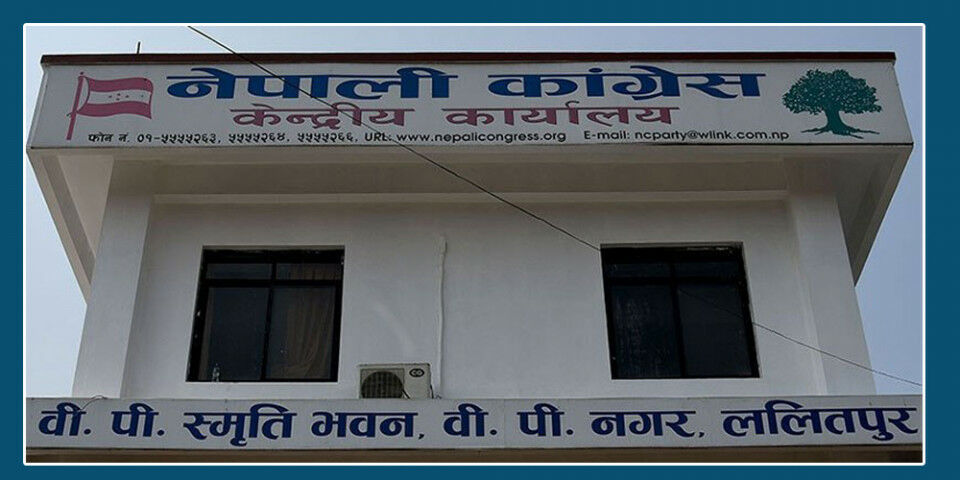 नेपाली कांग्रेस
केन्द्रीय कार्यालय
फोन नं. ०१-५५५५२६३, ५५५५२६४, ५५५५२६६, URL: www.nepalicongress.org E-mail: ncparty@wlink.com.np
वी. पी. स्मृति भवन, वी. पी. नगर, ललितपुर